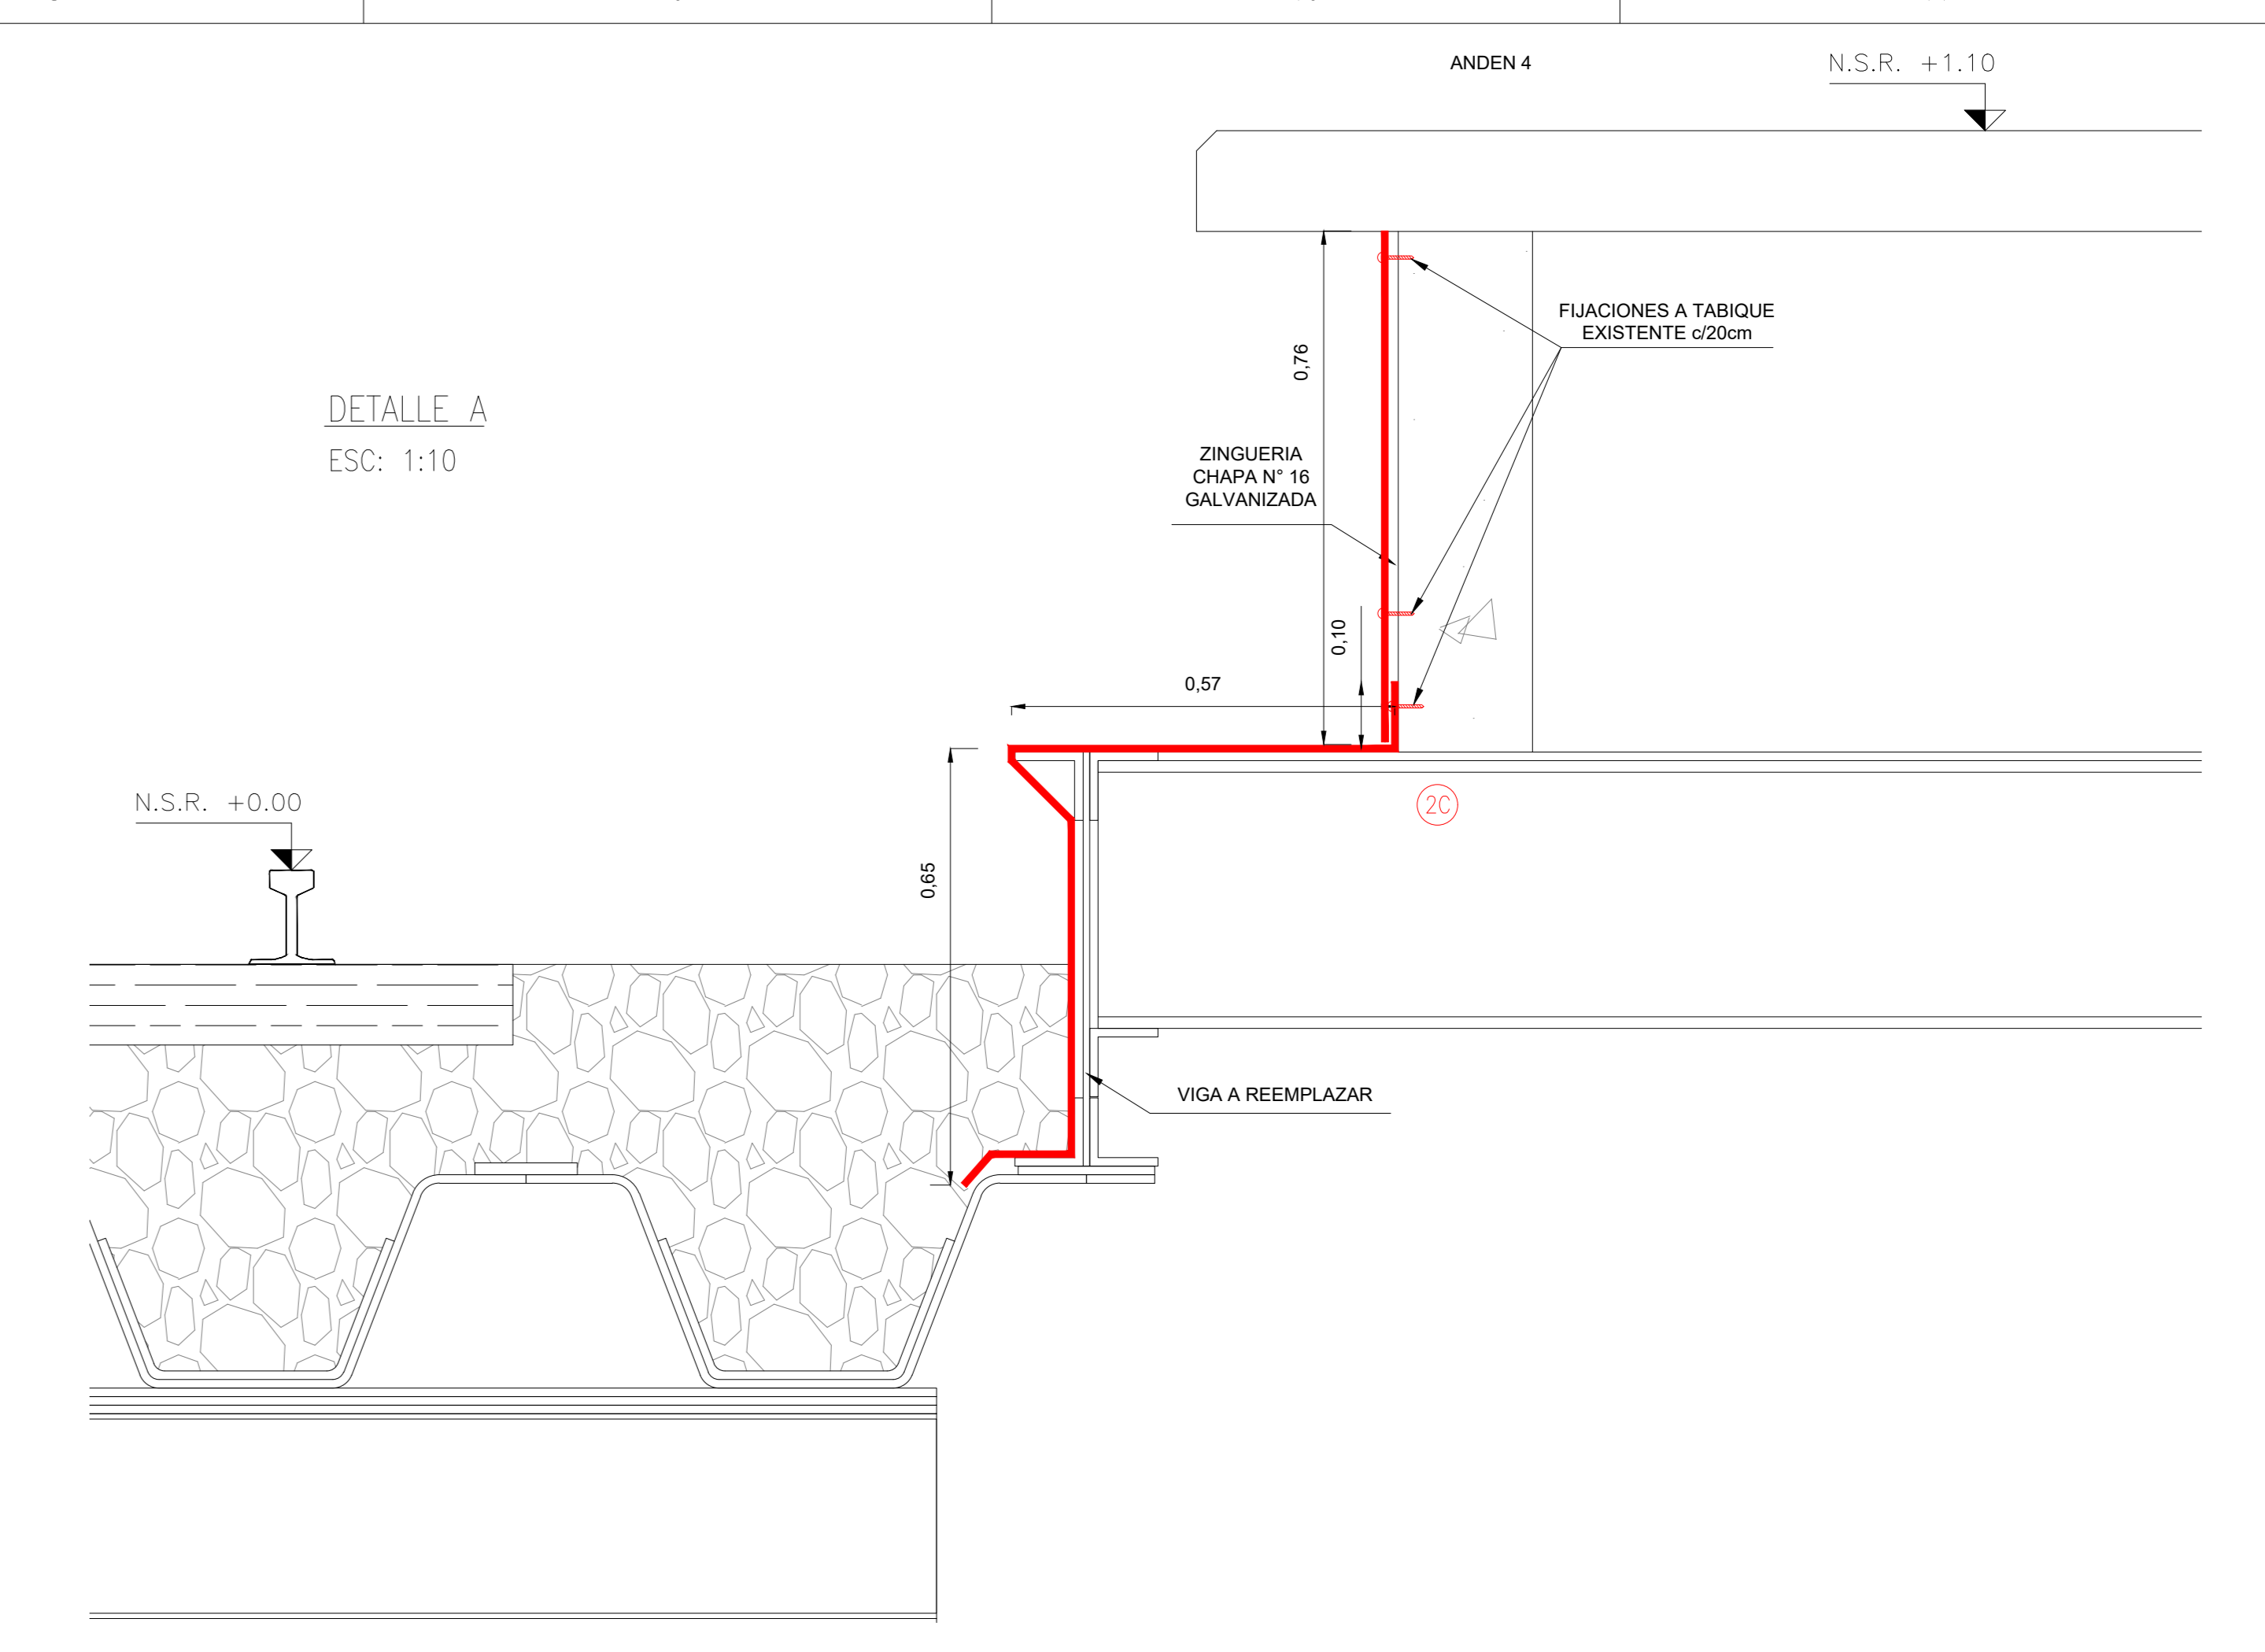 ANDEN 4
N.S.R. +1.10
FIJACIONES A TABIQUE
EXISTENTE c/20cm
0,76
DETALLE A
ESC: 1:10
ZINGUERIA
CHAPA N° 16
GALVANIZADA
0,10
0,57
N.S.R. +0.00
2C
0,65
VIGA A REEMPLAZAR